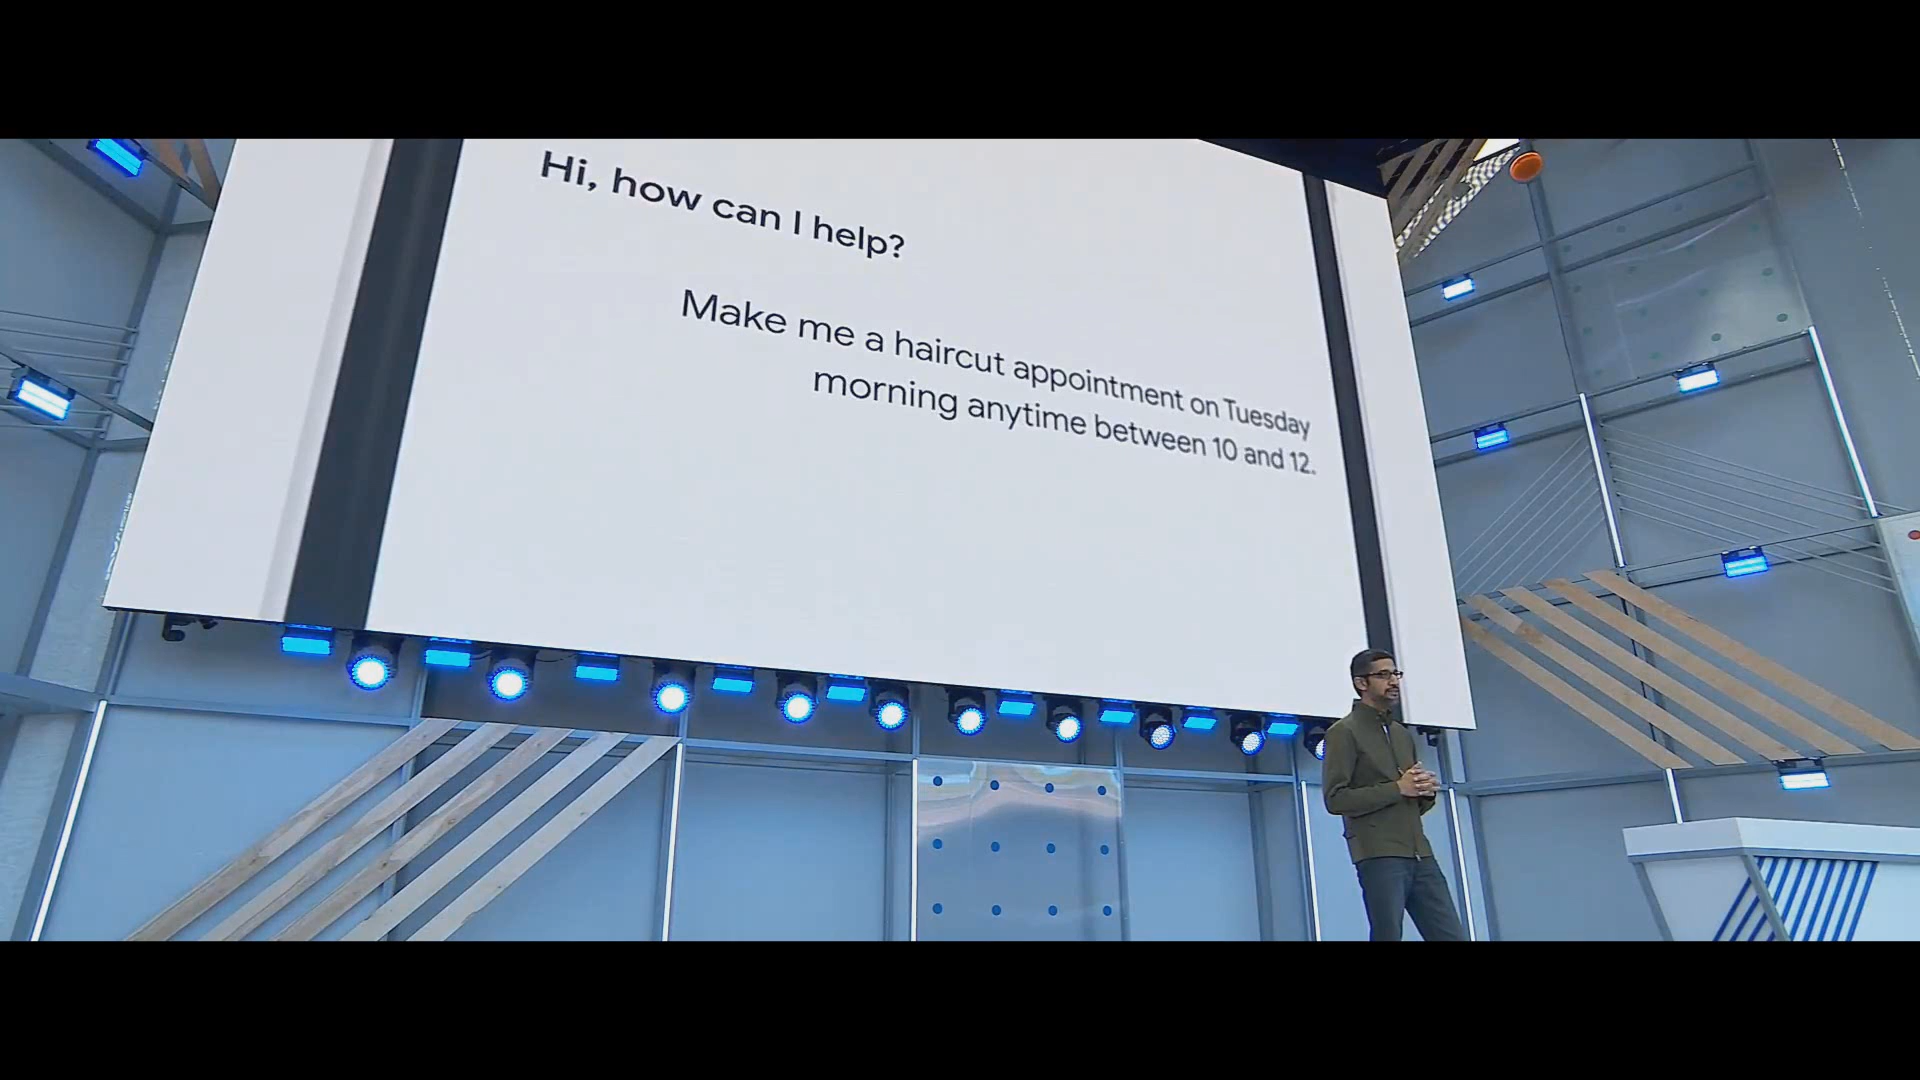 Hi, how can I help?
Make me a haircut appointment on Tuesday
morning anytime between 10 and 12.